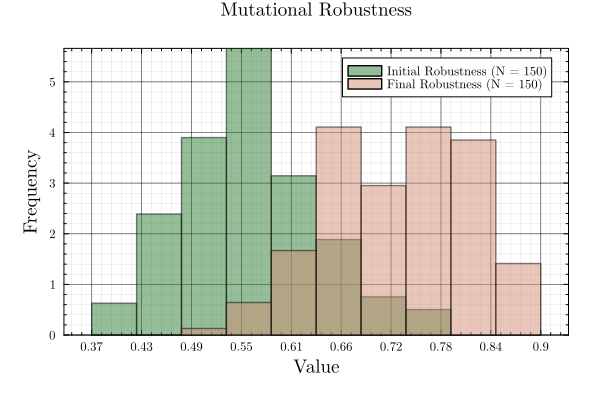 Mutational Robustness
Initial Robustness (N = 150)
Final Robustness (N = 150)
Frequency
5
4
3
2
1
0
0.37 0.43 0.49 0.55 0.61 0.66 0.72 0.78 0.84 0.9
Value